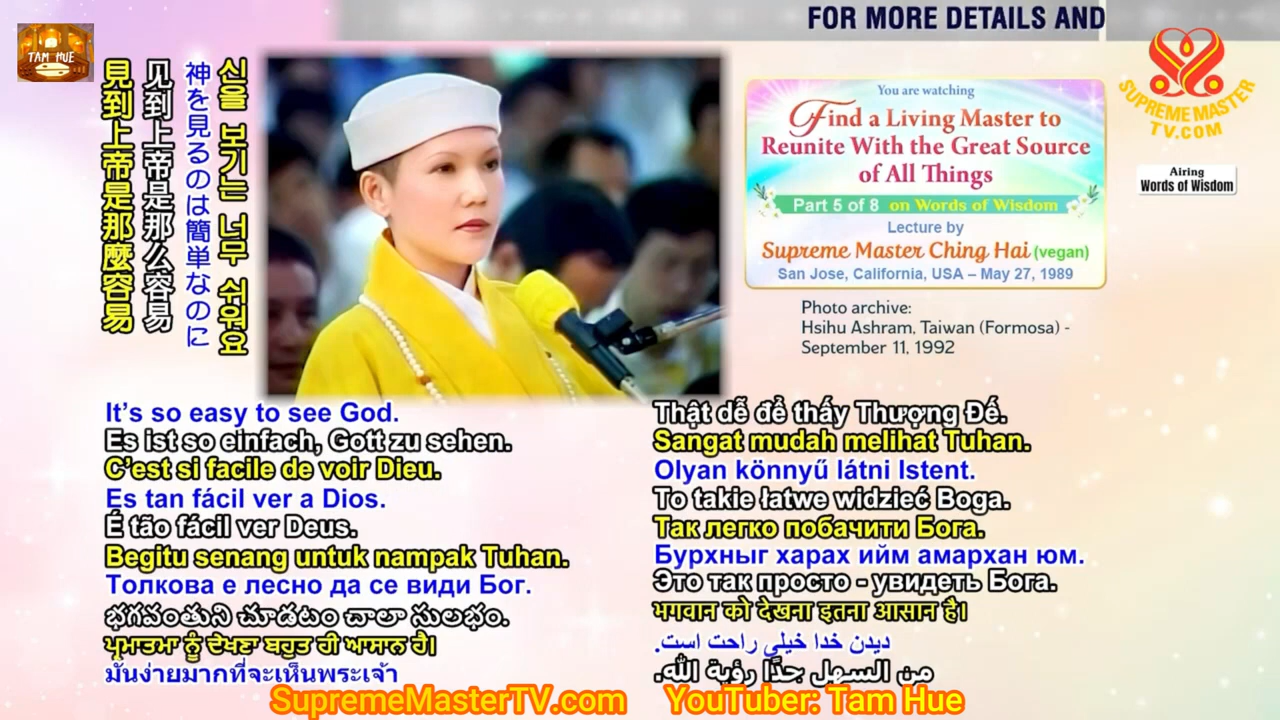 FOR MORE DETAILS AND
TAM HUE
SUPREME MASTER
TV.COM
Airing
Words of Wisdom
You are watching
Find a Living Master to
Reunite With the Great Source
of All Things
Part 5 of 8 on Words of Wisdom
Lecture by
Supreme Master Ching Hai (vegan)
San Jose, California, USA – May 27, 1989
Photo archive:
Hsihu Ashram, Taiwan (Formosa) -
September 11, 1992
신을 보기는 너무 쉬워요
神を見るのは簡単なのに
见到上帝是那么容易
見到上帝是那麼容易
It's so easy to see God.
Es ist so einfach, Gott zu sehen.
C'est si facile de voir Dieu.
Es tan fácil ver a Dios.
É tão fácil ver Deus.
Begitu senang untuk nampak Tuhan.
Толкова е лесно да се види Бог.
భగవంతుని చూడటం చాలా సులభం.
ਪ੍ਰਮਾਤਮਾ ਨੂੰ ਦੇਖਣਾ ਬਹੁਤ ਹੀ ਆਸਾਨ ਹੈ।
มันง่ายมากที่จะเห็นพระเจ้า
Thật dễ để thấy Thượng Đế.
Sangat mudah melihat Tuhan.
Olyan könnyű látni Istent.
To takie łatwe widzieć Boga.
Так легко побачити Бога.
Бурхныг харах ийм амархан юм.
Это так просто - увидеть Бога.
भगवान को देखना इतना आसान है।
دیدن خدا خیلی راحت است.
من السهل جدًا رؤية الله.
SupremeMasterTV.com YouTuber: Tam Hue